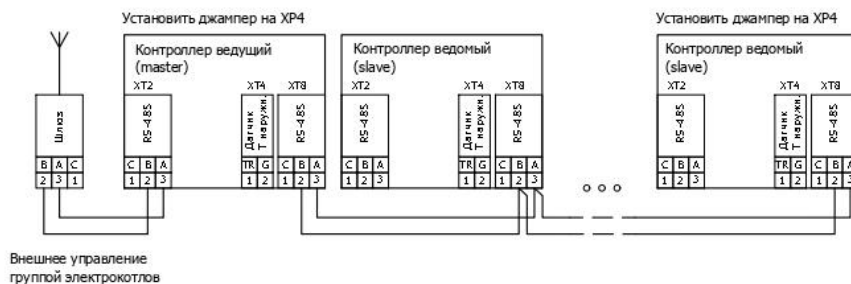 Установить джампер на ХР4
Установить джампер на ХР4
Контроллер ведущий
(master)
Контроллер ведомый
(slave)
Контроллер ведомый
(slave)
XT2
XT4
XT8
XT2
XT4
XT8
XT2
XT4
XT8
Шлюз
RS-485
Датчик
Т наружн.
RS-485
RS-485
Датчик
Т наружн.
RS-485
RS-485
Датчик
Т наружн.
RS-485
B A C
C B A
TR G
C B A
C B A
TR G
C B A
C B A
TR G
C B A
2 3 1
1 2 3
1 2
1 2 3
1 2 3
1 2
1 2 3
1 2 3
1 2
1 2 3
Внешнее управление
группой электрокотлов